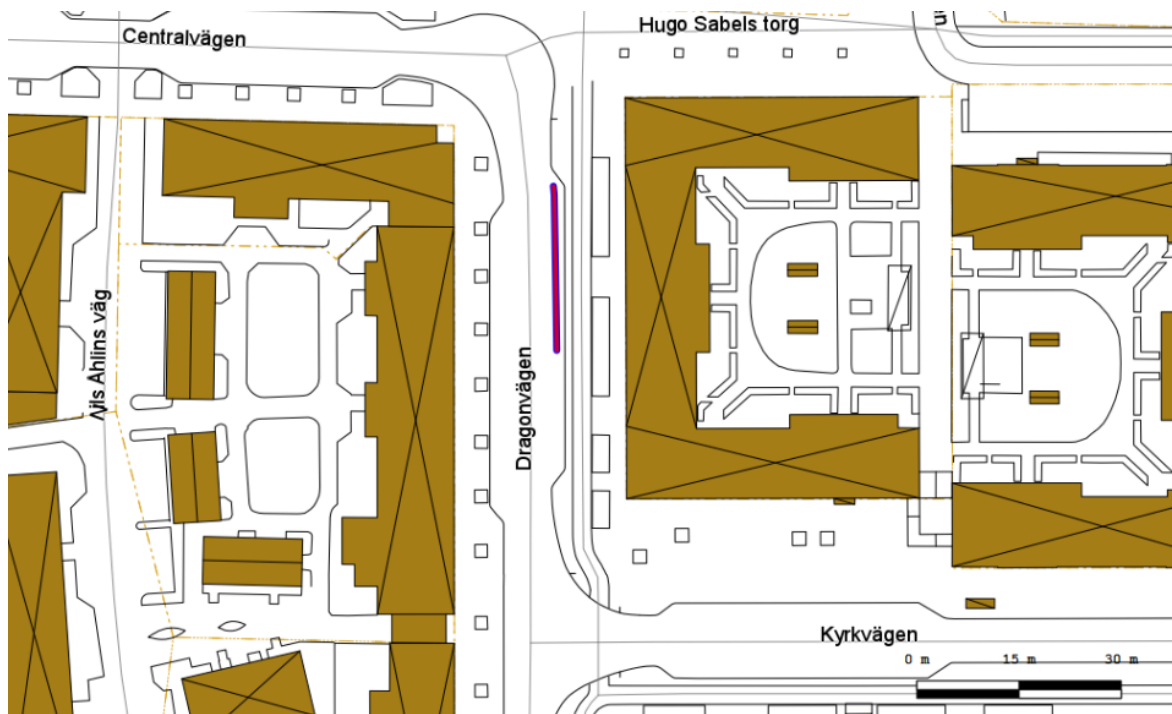 Centralvägen
Hugo Sabels torg
Nils Ahlins väg
Dragonvägen
Kyrkvägen
0 m 15 m 30 m